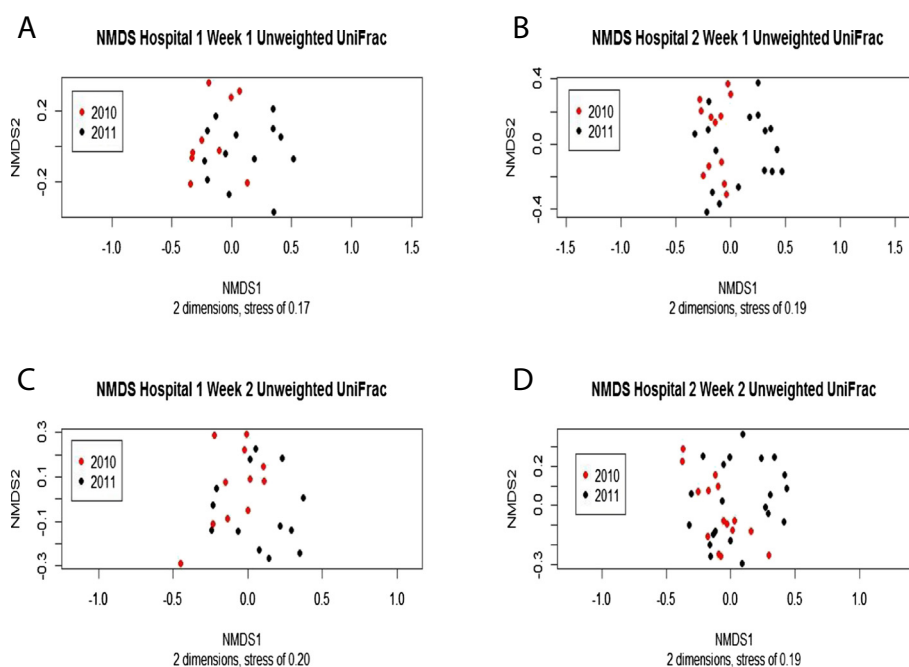 A
NMDS Hospital 1 Week 1 Unweighted UniFrac
NMDS2
0.2
-0.2
2010
2011
-1.0 -0.5 0.0 0.5 1.0 1.5
NMDS1
2 dimensions, stress of 0.17
B
NMDS Hospital 2 Week 1 Unweighted UniFrac
NMDS2
0.4
0.0
-0.4
2010
2011
-1.5 -1.0 -0.5 0.0 0.5 1.0
NMDS1
2 dimensions, stress of 0.19
C
NMDS Hospital 1 Week 2 Unweighted UniFrac
NMDS2
0.3
0.1
-0.1
-0.3
2010
2011
-1.0 -0.5 0.0 0.5 1.0
NMDS1
2 dimensions, stress of 0.20
D
NMDS Hospital 2 Week 2 Unweighted UniFrac
NMDS2
0.2
0.0
-0.3
2010
2011
-1.0 -0.5 0.0 0.5 1.0
NMDS1
2 dimensions, stress of 0.19